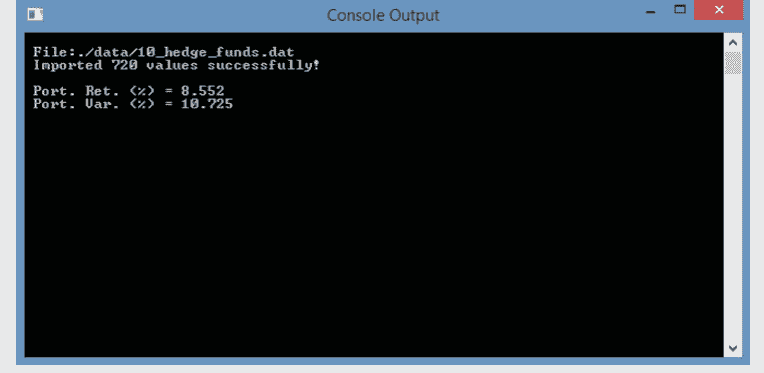 Console Output
File:./data/10_hedge_funds.dat
Imported 720 values successfully!
Port. Ret. (%) = 8.552
Port. Var. (%) = 10.725